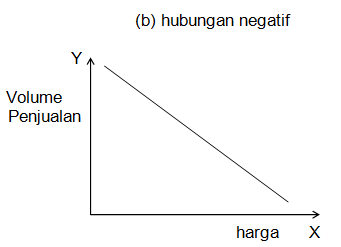 (b) hubungan negatif
Y
Volume
Penjualan
harga X